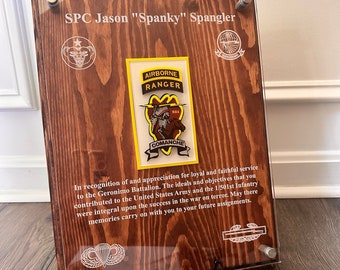 SPC Jason "Spanky" Spangler
AIRBORNE
RANGER
COMANCHE
In recognition of and appreciation for loyal and faithful service
to the Geronimo Battalion. The ideals and objectives that you
contributed to the United States Army and the 1/501st Infantry
were integral upon the success in the war on terror. May there
memories carry on with you to your future assignments.